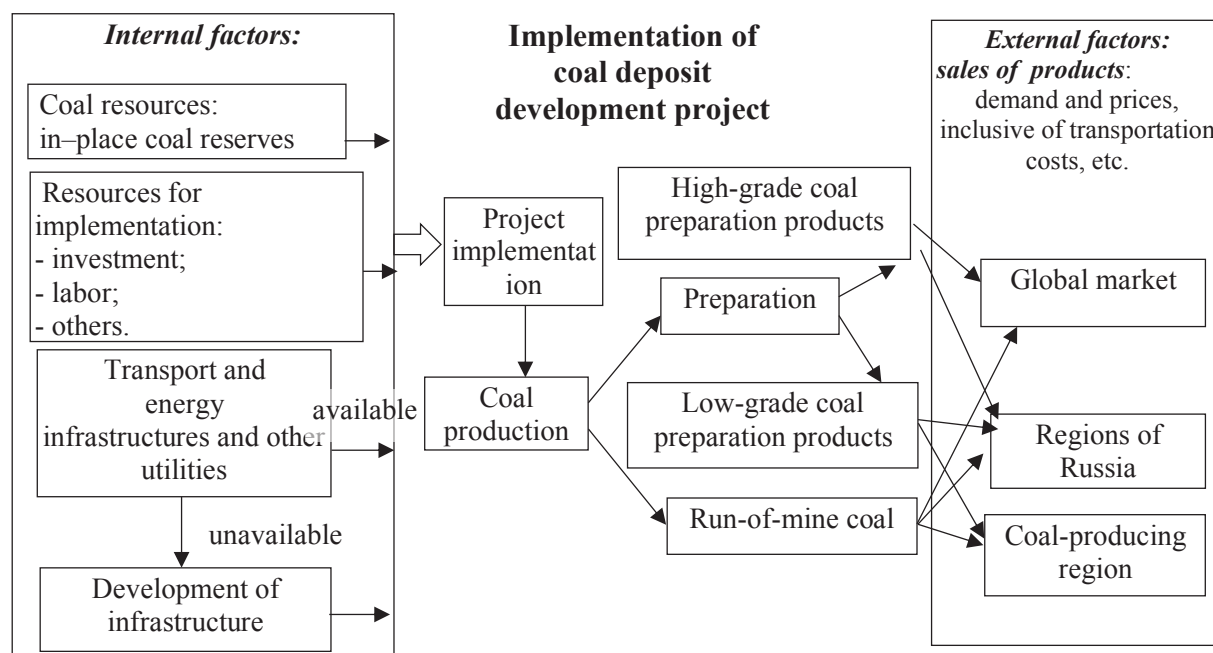 Internal factors:
Coal resources:
in–place coal reserves
Resources for
implementation:
- investment;
- labor;
- others.
Transport and
energy
infrastructures and other
utilities
available
unavailable
Development of
infrastructure
Implementation of
coal deposit
development project
Project
implementat
ion
Coal
production
High-grade coal
preparation products
Preparation
Low-grade coal
preparation products
Run-of-mine coal
External factors:
sales of products:
demand and prices,
inclusive of transportation
costs, etc.
Global market
Regions of
Russia
Coal-producing
region